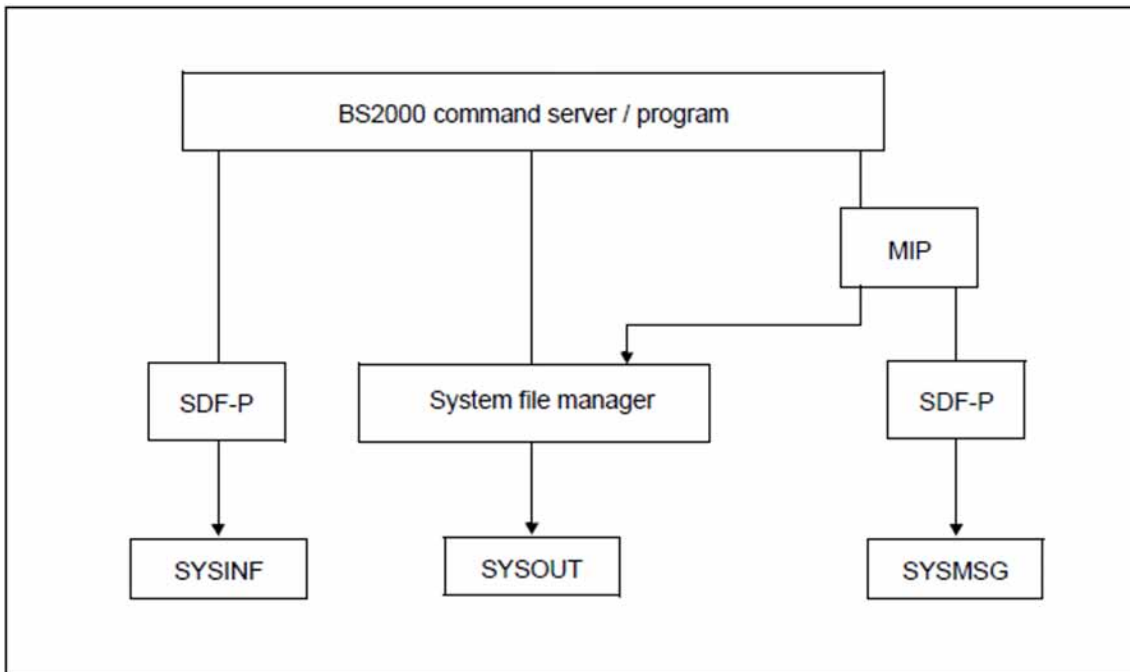 BS2000 command server / program
MIP
SDF-P
System file manager
SDF-P
SYSINF
SYSOUT
SYSMSG